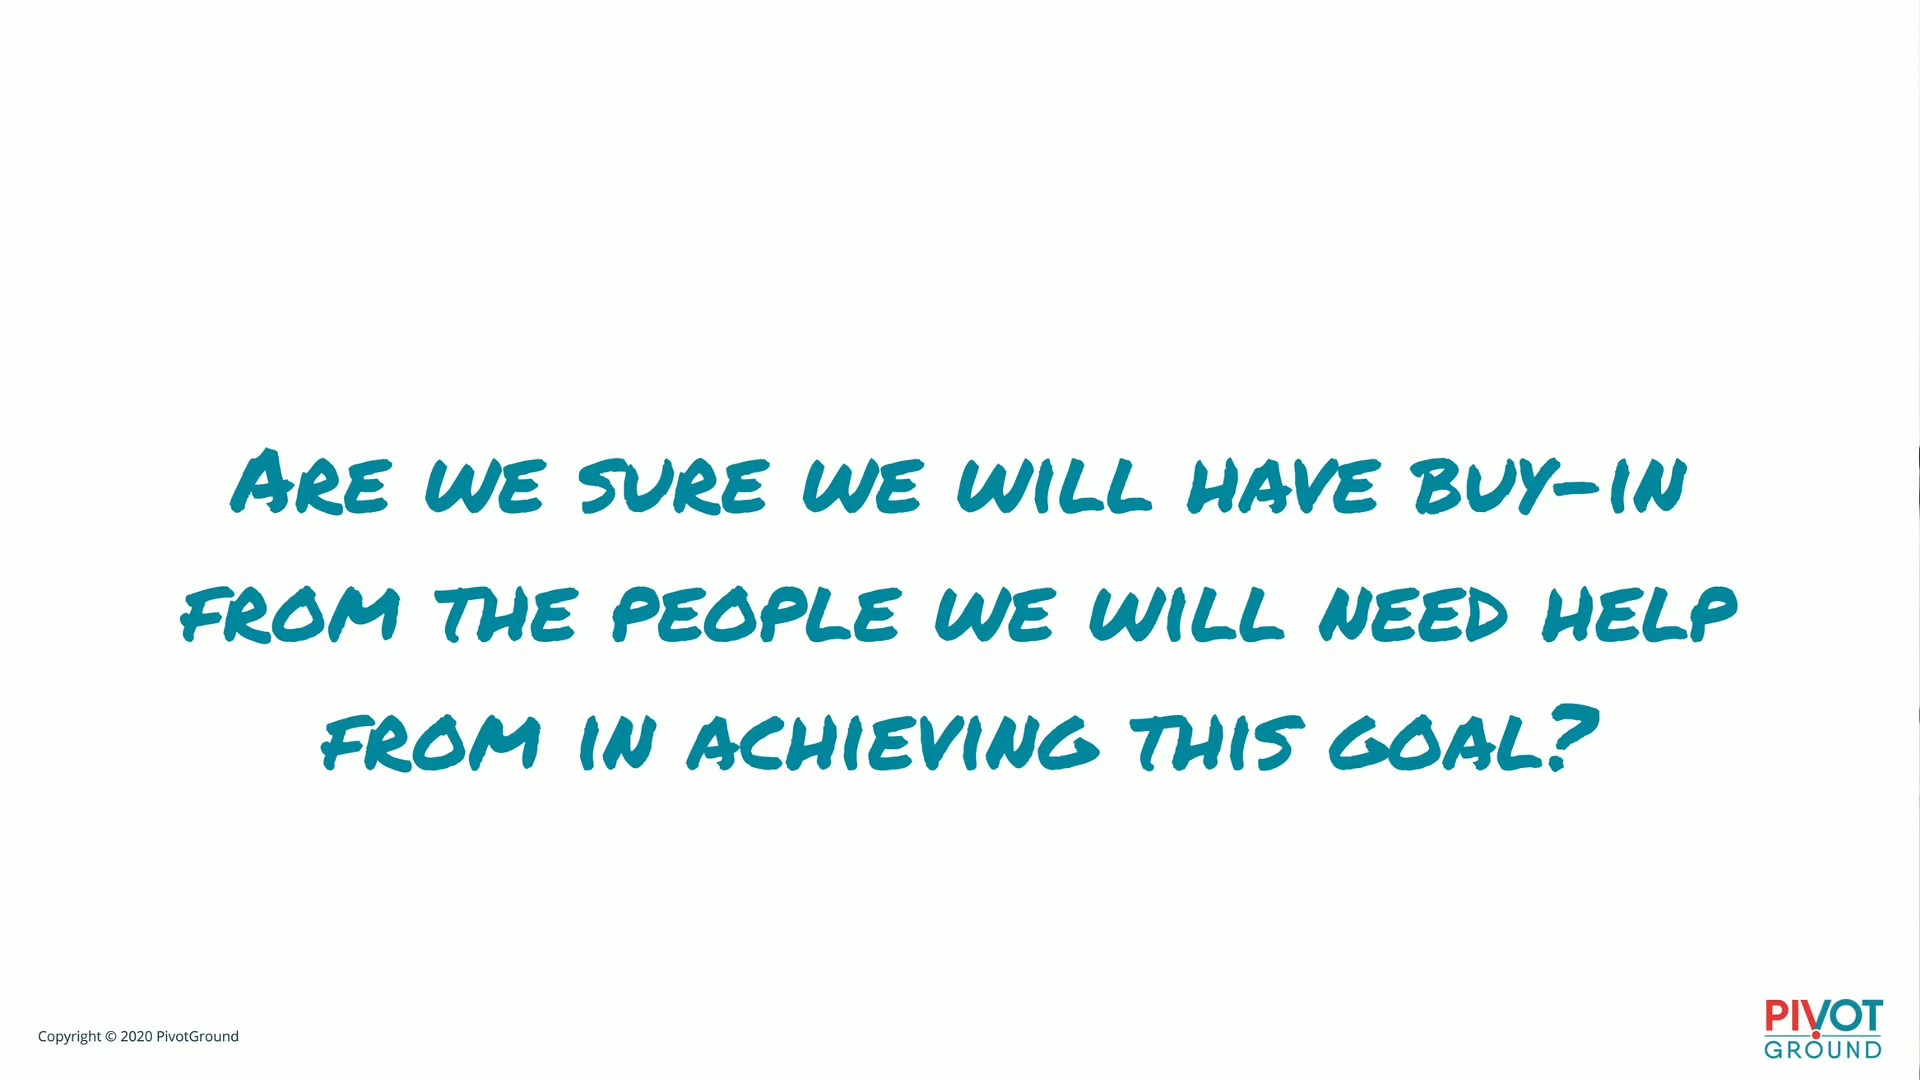 Are we sure we will have buy-in
from the people we will need help
from in achieving this goal?
Copyright © 2020 PivotGround
PIVOT
GROUND